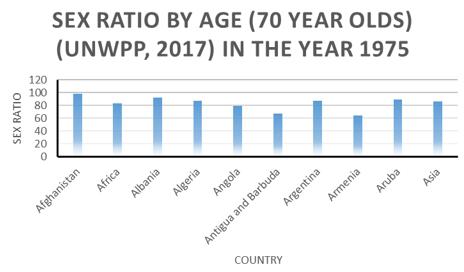 SEX RATIO BY AGE (70 YEAR OLDS)
(UNWPP, 2017) IN THE YEAR 1975
SEX RATIO
120
100
80
60
40
20
0
Afghanistan
Africa
Albania
Algeria
Angola
Antigua and Barbuda
Argentina
Armenia
Aruba
Asia
COUNTRY